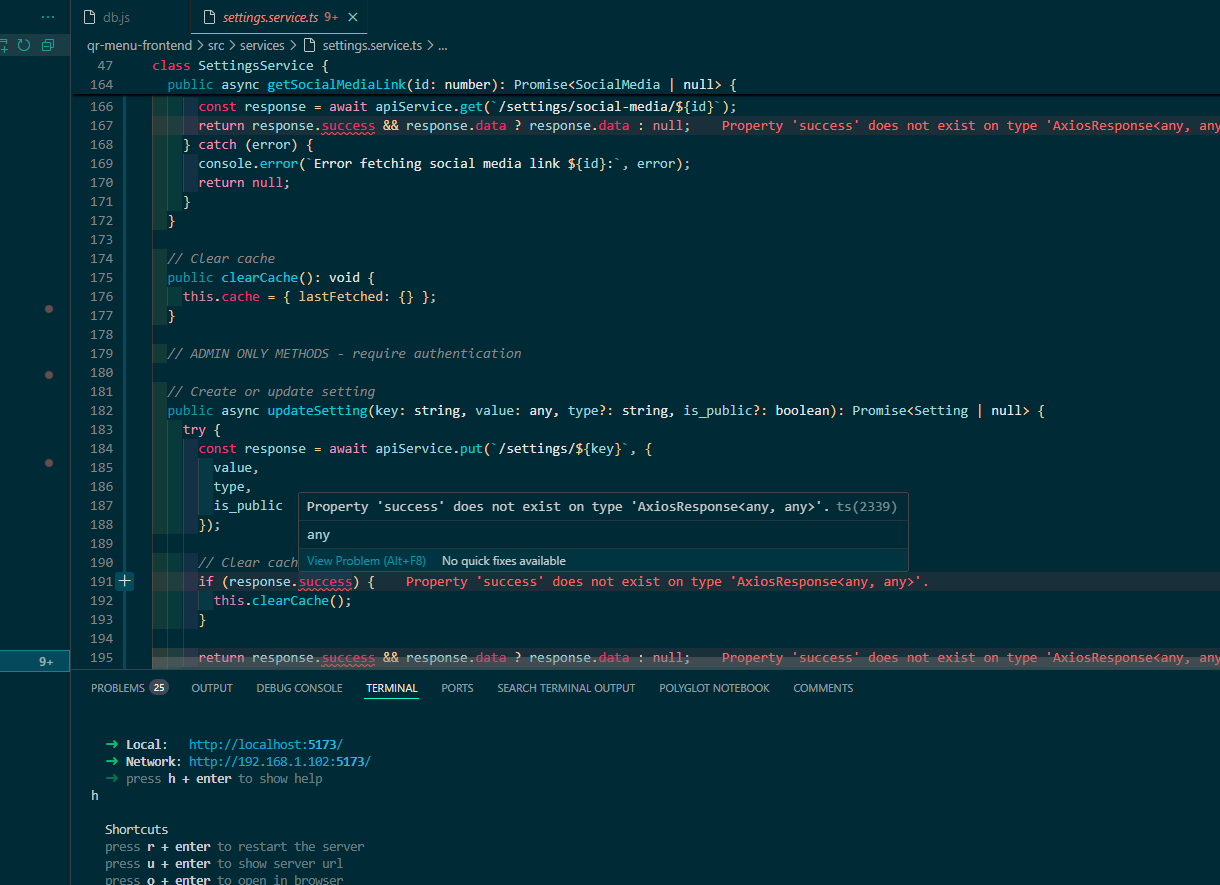 db.js
settings.service.ts 9+
qr-menu-frontend > src > services > settings.service.ts > ...
47 class SettingsService {
164 public async getSocialMediaLink(id: number): Promise<SocialMedia | null> {
166 const response = await apiService.get(`/settings/social-media/${id}`);
167 return response.success && response.data ? response.data : null; Property 'success' does not exist on type 'AxiosResponse<any, any
168 } catch (error) {
169 console.error(`Error fetching social media link ${id}:`, error);
170 return null;
171 }
172 }
173
174 // Clear cache
175 public clearCache(): void {
176 this.cache = { lastFetched: {} };
177 }
178
179 // ADMIN ONLY METHODS - require authentication
180
181 // Create or update setting
182 public async updateSetting(key: string, value: any, type?: string, is_public?: boolean): Promise<Setting | null> {
183 try {
184 const response = await apiService.put(`/settings/${key}`, {
185 value,
186 type,
187 is_public
188 });
Property 'success' does not exist on type 'AxiosResponse<any, any>'. ts(2339)
any
View Problem (Alt+F8) No quick fixes available
189
190 // Clear cach
191 if (response.success) { Property 'success' does not exist on type 'AxiosResponse<any, any>'.
192 this.clearCache();
193 }
194
195 return response.success && response.data ? response.data : null; Property 'success' does not exist on type 'AxiosResponse<any, any
9+
PROBLEMS 25 OUTPUT DEBUG CONSOLE TERMINAL PORTS SEARCH TERMINAL OUTPUT POLYGLOT NOTEBOOK COMMENTS
➜ Local: http://localhost:5173/
➜ Network: http://192.168.1.102:5173/
➜ press h + enter to show help
h
Shortcuts
press r + enter to restart the server
press u + enter to show server url
press o + enter to open in browser